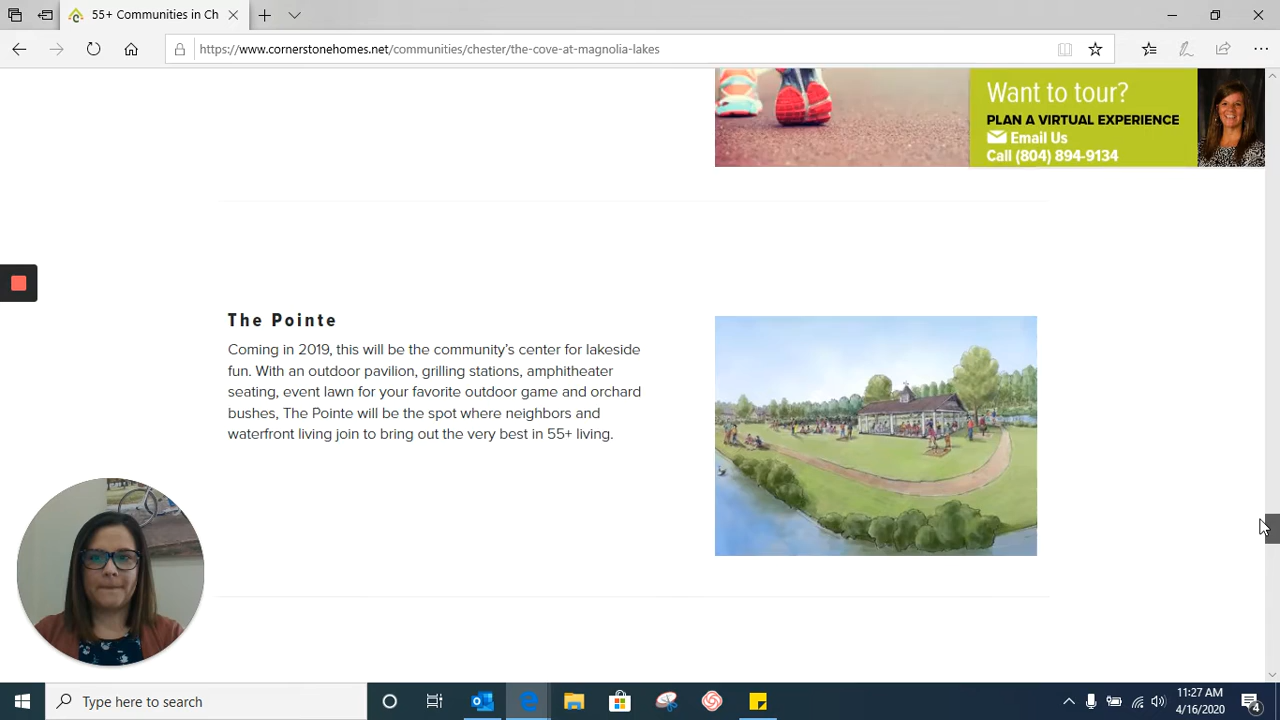 55+ Communities in Ch
https://www.cornerstonehomes.net/communities/chester/the-cove-at-magnolia-lakes
Want to tour?
PLAN A VIRTUAL EXPERIENCE
Email Us
Call (804) 894-9134
The Pointe
Coming in 2019, this will be the community's center for lakeside
fun. With an outdoor pavilion, grilling stations, amphitheater
seating, event lawn for your favorite outdoor game and orchard
bushes, The Pointe will be the spot where neighbors and
waterfront living join to bring out the very best in 55+ living.
Type here to search
11:27 AM
4/16/2020
4